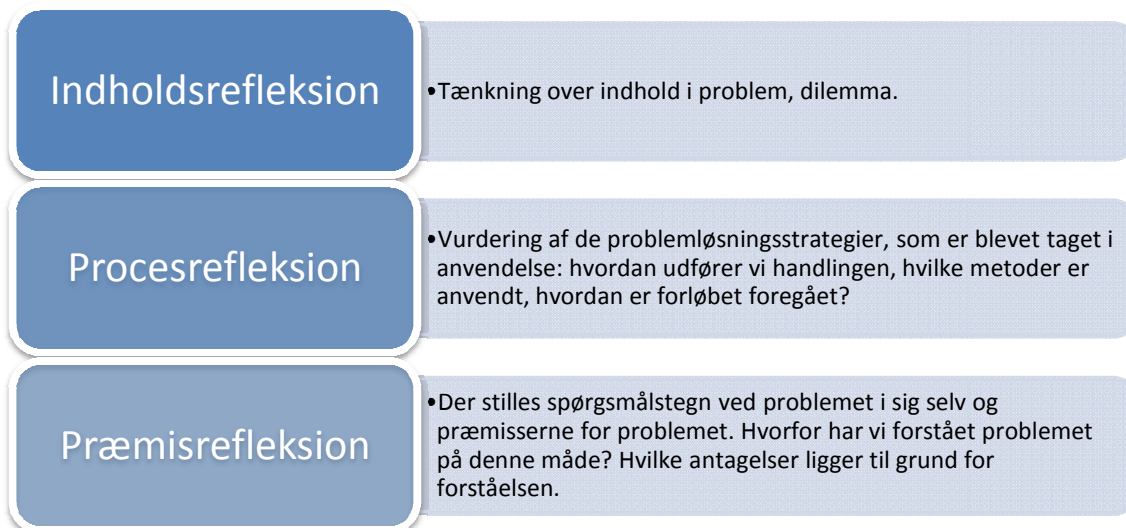 Indholdsrefleksion
•Tænkning over indhold i problem, dilemma.
Procesrefleksion
•Vurdering af de problemløsningsstrategier, som er blevet taget i
anvendelse: hvordan udfører vi handlingen, hvilke metoder er
anvendt, hvordan er forløbet foregået?
Præmisrefleksion
•Der stilles spørgsmålstegn ved problemet i sig selv og
præmisserne for problemet. Hvorfor har vi forstået problemet
på denne måde? Hvilke antagelser ligger til grund for
forståelsen.